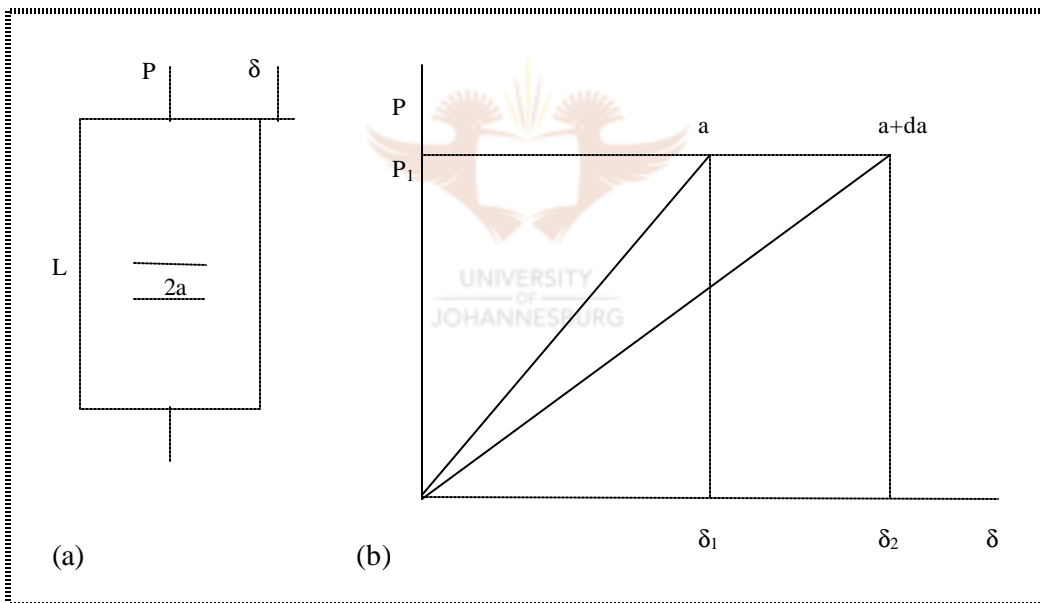 P δ
L
2a
(a)
P
P₁
a a+da
UNIVERSITY
OF
JOHANNESBURG
δ₁ δ₂ δ
(b)